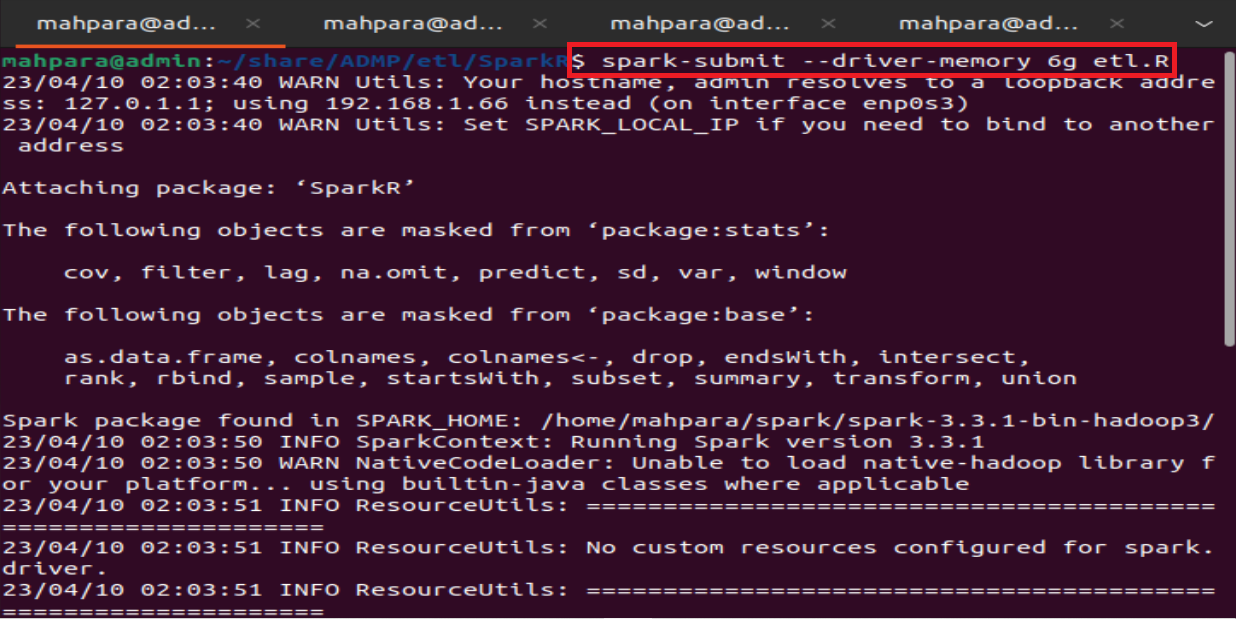 mahpara@ad... × mahpara@ad... × mahpara@ad... × mahpara@ad... ×
mahpara@admin:~/share/ADMP/etl/SparkR$ spark-submit --driver-memory 6g etl.R
23/04/10 02:03:40 WARN Utils: Your hostname, admin resolves to a loopback addre
ss: 127.0.1.1; using 192.168.1.66 instead (on interface enp0s3)
23/04/10 02:03:40 WARN Utils: Set SPARK_LOCAL_IP if you need to bind to another
 address
Attaching package: ‘SparkR’
The following objects are masked from ‘package:stats’:
    cov, filter, lag, na.omit, predict, sd, var, window
The following objects are masked from ‘package:base’:
    as.data.frame, colnames, colnames<-, drop, endsWith, intersect,
    rank, rbind, sample, startsWith, subset, summary, transform, union
Spark package found in SPARK_HOME: /home/mahpara/spark/spark-3.3.1-bin-hadoop3/
23/04/10 02:03:50 INFO SparkContext: Running Spark version 3.3.1
23/04/10 02:03:50 WARN NativeCodeLoader: Unable to load native-hadoop library f
or your platform... using builtin-java classes where applicable
23/04/10 02:03:51 INFO ResourceUtils: =========================================
=====================
23/04/10 02:03:51 INFO ResourceUtils: No custom resources configured for spark.
driver.
23/04/10 02:03:51 INFO ResourceUtils: =========================================
=====================